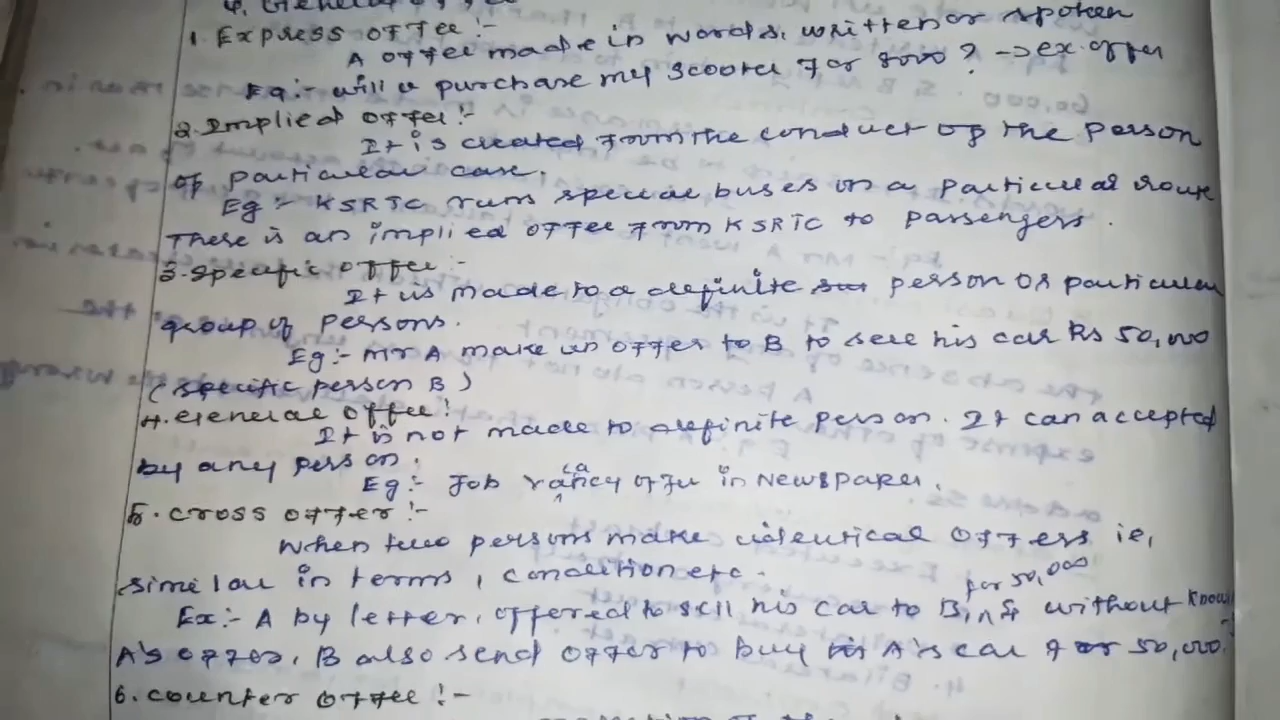 4. General offer
1. Express offer :-
A offer made in words, written or spoken
Eg :- will u purchase my scooter for 8000 ? → ex. offer
2. Implied offer :-
It is created from the conduct of the person
of particular case.
Eg :- KSRTC runs special buses on a particular route
There is an implied offer from KSRTC to passengers.
3. Specific offer :-
It is made to a definite person or particular
group of persons.
Eg :- Mr A make an offer to B to sell his car Rs 50,000
(specific person B)
4. General offer :
It is not made to definite person. It can accepted
by any person.
Eg :- Job vacancy offer in Newspaper.
5. cross offer :-
When two persons make identical offers ie,
similar in terms, condition etc.
Ex :- A by letter, offered to sell his car to B for 50,000, & without know
A's offer, B also send offer to buy A's car for 50,000.
6. counter offer :-